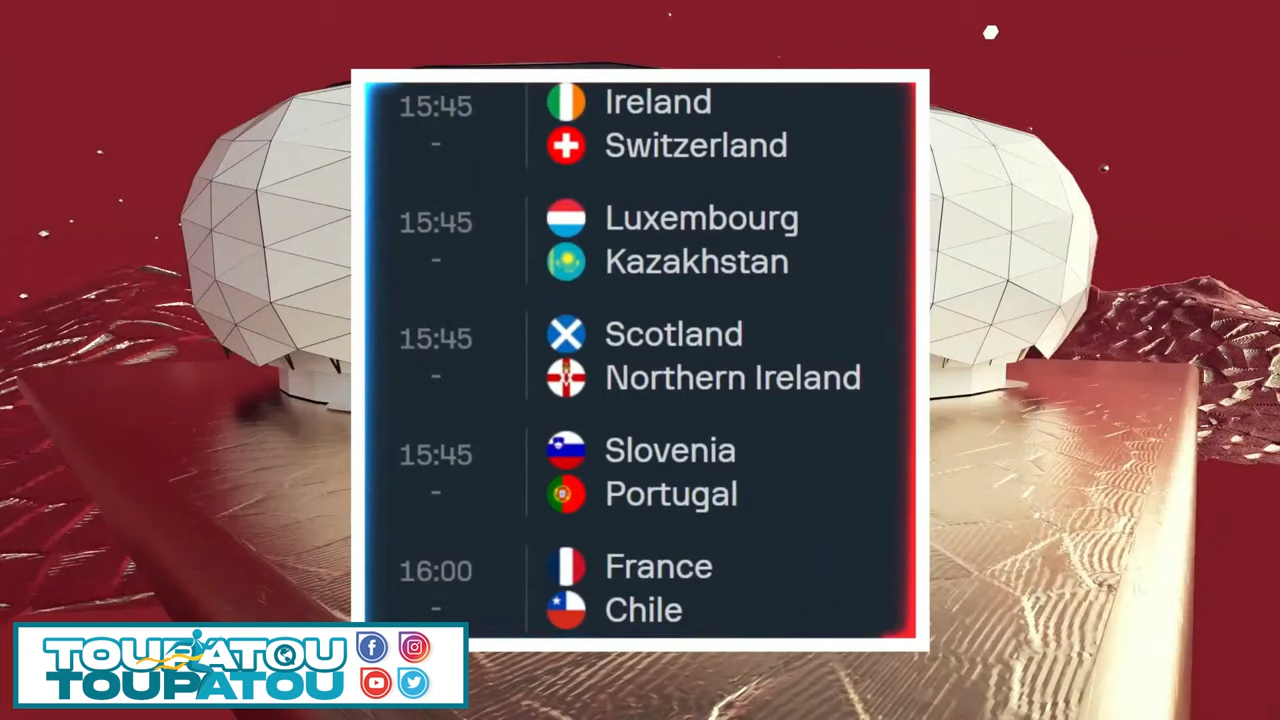 15:45
Ireland
-
Switzerland
15:45
Luxembourg
-
Kazakhstan
15:45
Scotland
-
Northern Ireland
15:45
Slovenia
-
Portugal
16:00
France
-
Chile
TOUPATOU
TOUPATOU